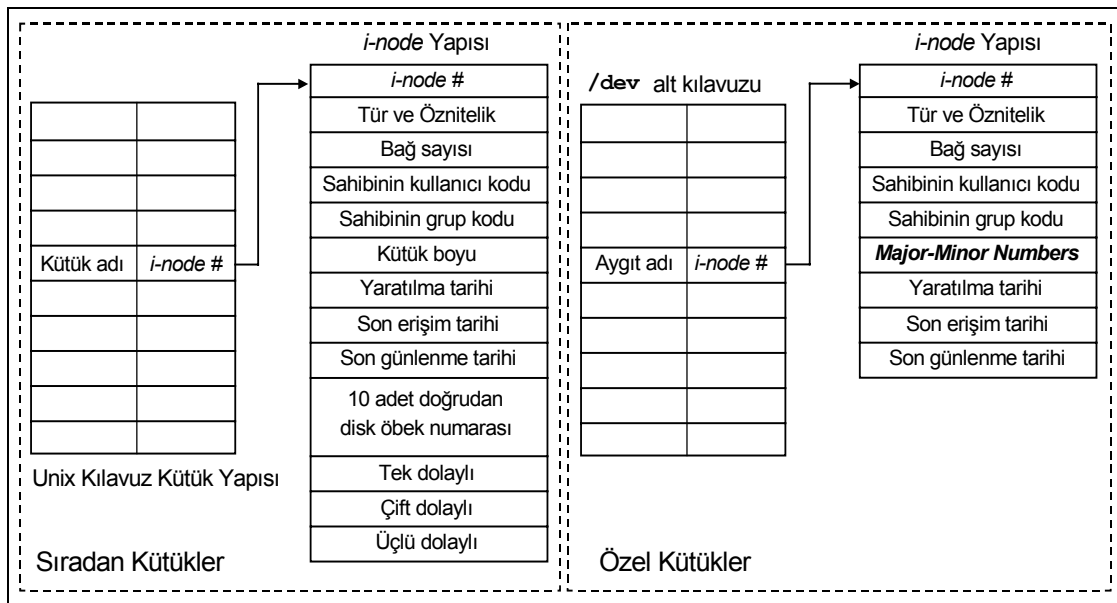 i-node Yapısı
i-node #
Tür ve Öznitelik
Bağ sayısı
Sahibinin kullanıcı kodu
Sahibinin grup kodu
Kütük adı
i-node #
Kütük boyu
Yaratılma tarihi
Son erişim tarihi
Son günlenme tarihi
10 adet doğrudan
disk öbek numarası
Unix Kılavuz Kütük Yapısı
Tek dolaylı
Çift dolaylı
Üçlü dolaylı
Sıradan Kütükler
i-node Yapısı
/dev alt kılavuzu
i-node #
Tür ve Öznitelik
Bağ sayısı
Sahibinin kullanıcı kodu
Sahibinin grup kodu
Aygıt adı
i-node #
Major-Minor Numbers
Yaratılma tarihi
Son erişim tarihi
Son günlenme tarihi
Özel Kütükler